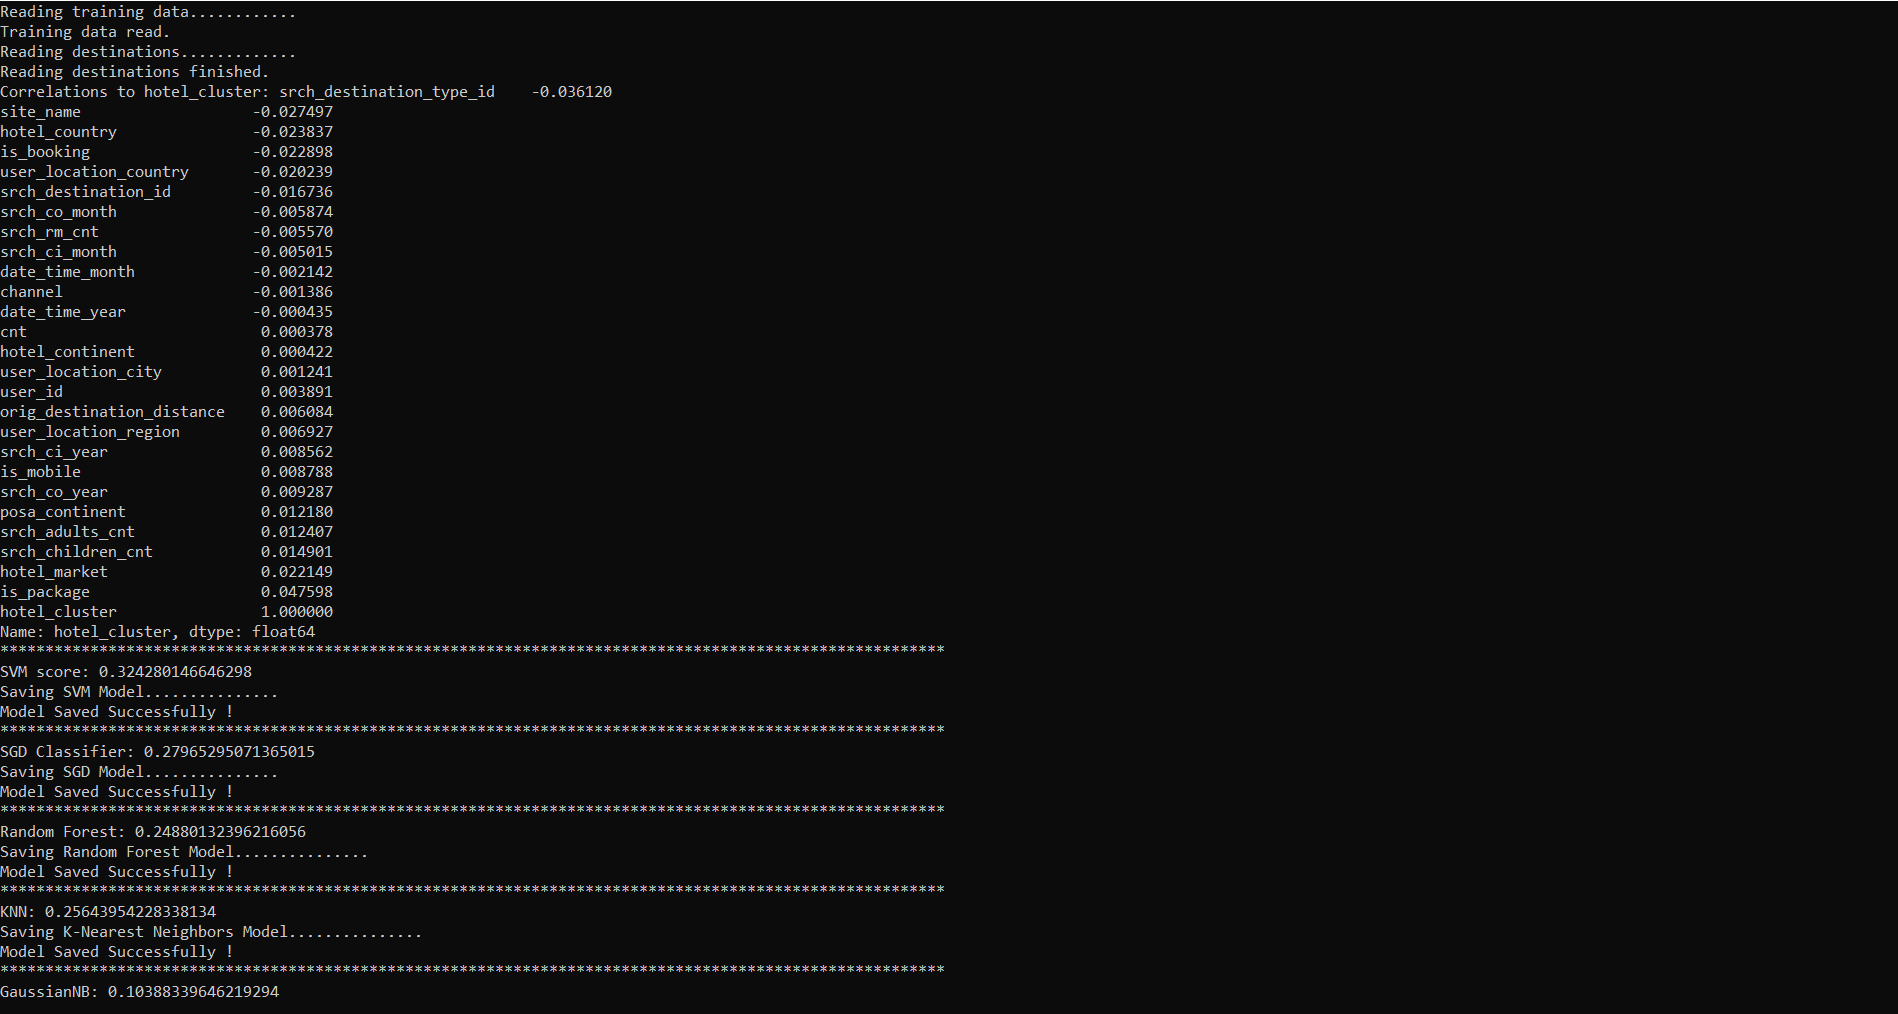 Reading training data............
Training data read.
Reading destinations.............
Reading destinations finished.
Correlations to hotel_cluster: srch_destination_type_id    -0.036120
site_name                   -0.027497
hotel_country               -0.023837
is_booking                  -0.022898
user_location_country       -0.020239
srch_destination_id         -0.016736
srch_co_month               -0.005874
srch_rm_cnt                 -0.005570
srch_ci_month               -0.005015
date_time_month             -0.002142
channel                     -0.001386
date_time_year              -0.000435
cnt                          0.000378
hotel_continent              0.000422
user_location_city           0.001241
user_id                      0.003891
orig_destination_distance    0.006084
user_location_region         0.006927
srch_ci_year                 0.008562
is_mobile                    0.008788
srch_co_year                 0.009287
posa_continent               0.012180
srch_adults_cnt              0.012407
srch_children_cnt            0.014901
hotel_market                 0.022149
is_package                   0.047598
hotel_cluster                1.000000
Name: hotel_cluster, dtype: float64
*********************************************************************************************************
SVM score: 0.324280146646298
Saving SVM Model...............
Model Saved Successfully !
*********************************************************************************************************
SGD Classifier: 0.27965295071365015
Saving SGD Model...............
Model Saved Successfully !
*********************************************************************************************************
Random Forest: 0.24880132396216056
Saving Random Forest Model...............
Model Saved Successfully !
*********************************************************************************************************
KNN: 0.25643954228338134
Saving K-Nearest Neighbors Model...............
Model Saved Successfully !
*********************************************************************************************************
GaussianNB: 0.10388339646219294